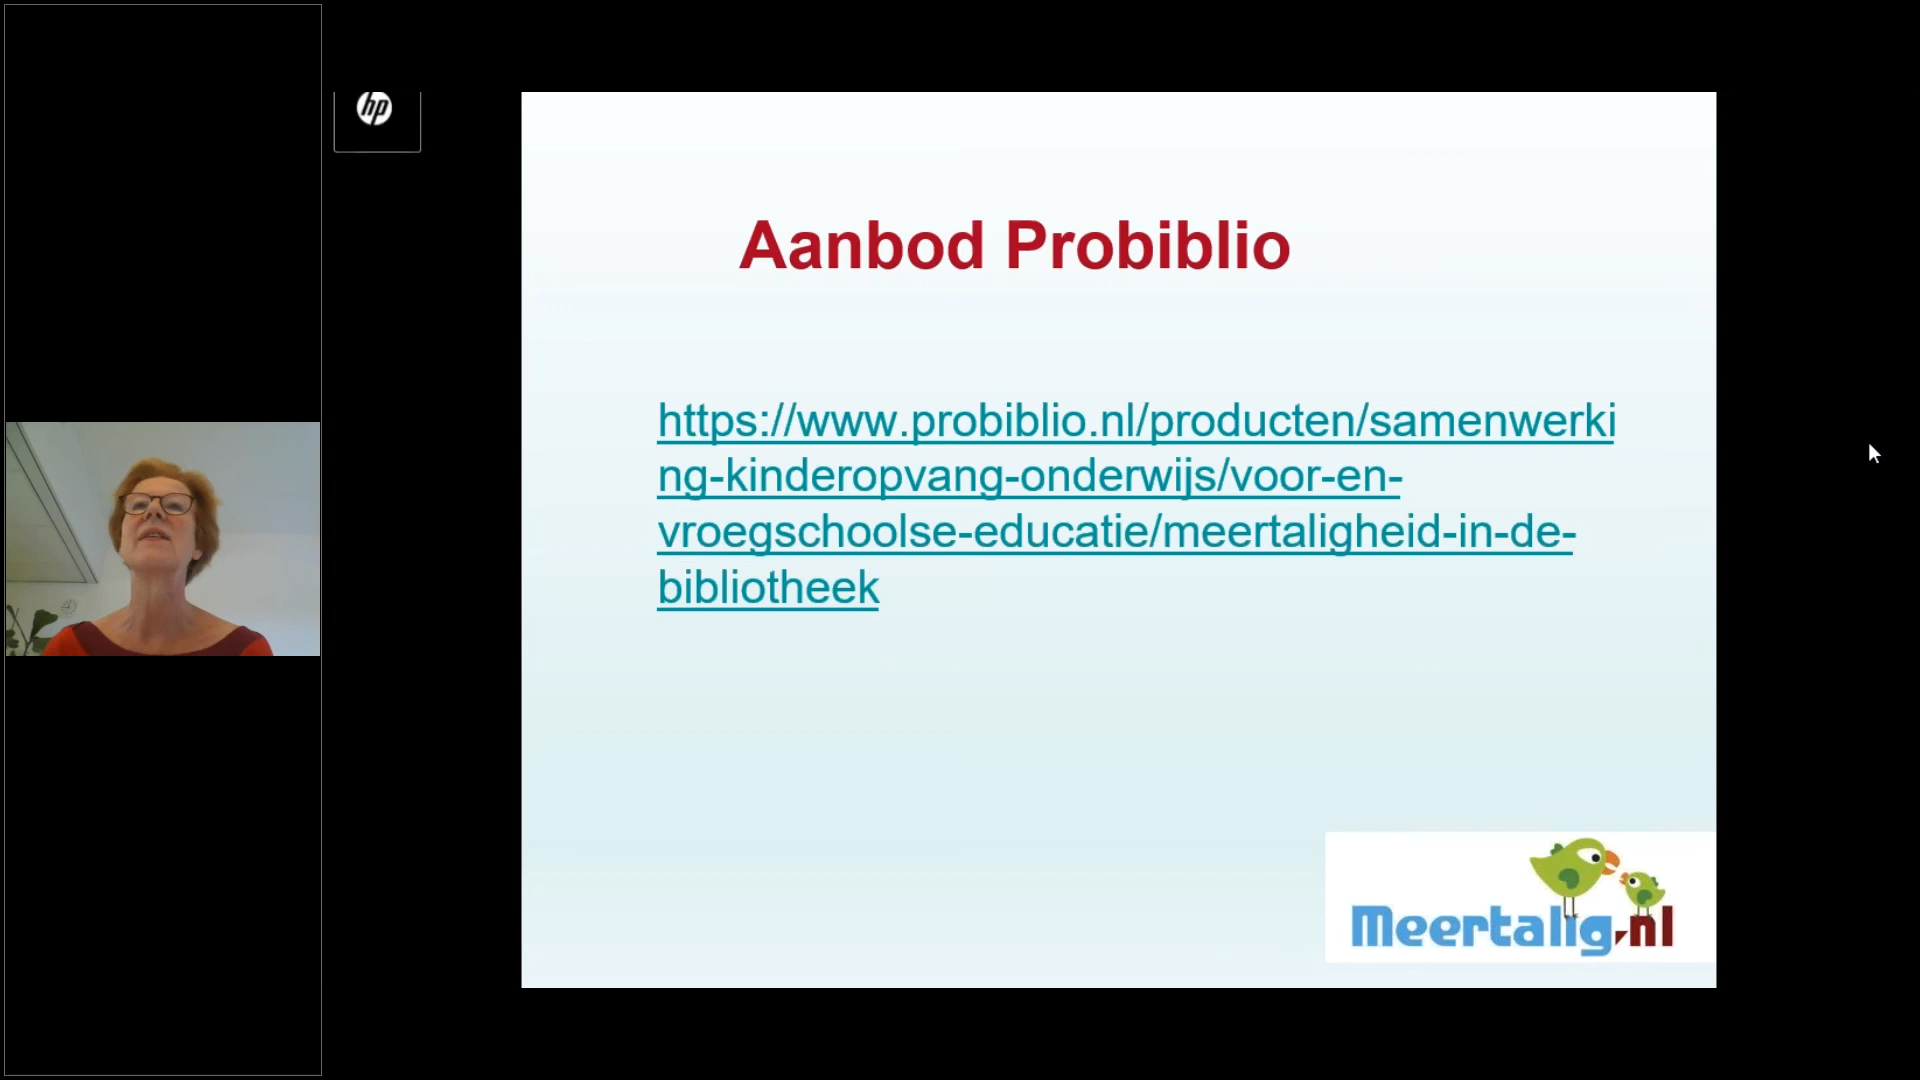 hp
Aanbod Probiblio
https://www.probiblio.nl/producten/samenwerki
ng-kinderopvang-onderwijs/voor-en-
vroegschoolse-educatie/meertaligheid-in-de-
bibliotheek
Meertalig.nl